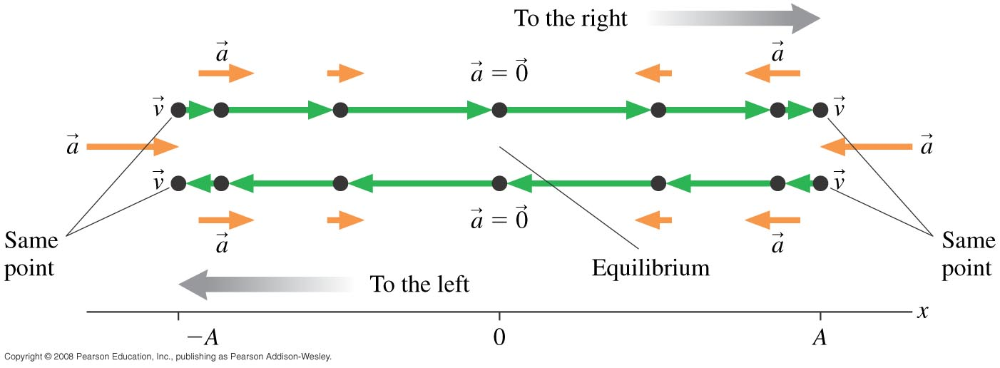 To the right
a⃗ a⃗ = 0⃗ a⃗
v⃗ v⃗
a⃗ a⃗
v⃗ v⃗
a⃗ a⃗ = 0⃗ a⃗
Same Same
point Equilibrium point
To the left
x
−A 0 A
Copyright © 2008 Pearson Education, Inc., publishing as Pearson Addison-Wesley.